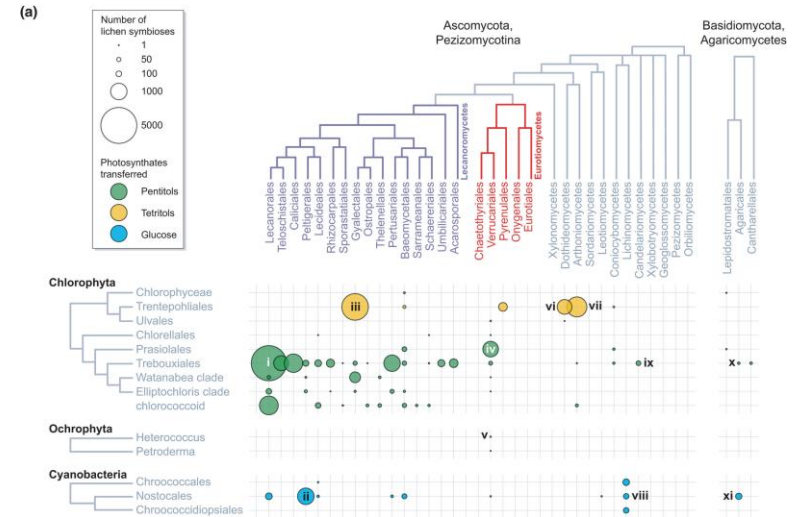 (a)
Number of
lichen symbioses
1
50
100
1000
5000
Photosynthates
transferred
Pentitols
Tetritols
Glucose
Ascomycota,
Pezizomycotina
Basidiomycota,
Agaricomycetes
Lecanoromycetes
Eurotiomycetes
Lecanorales
Teloschistales
Caliciales
Peltigerales
Lecideales
Rhizocarpales
Sporastatiales
Gyalectales
Ostropales
Thelenellales
Pertusariales
Baeomycetales
Sarrameanales
Schaereriales
Umbilicariales
Acarosporales
Chaetothyriales
Verrucariales
Pyrenulales
Onygenales
Eurotiales
Xylonomycetes
Dothideomycetes
Arthoniomycetes
Sordariomycetes
Leotiomycetes
Coniocybomycetes
Lichinomycetes
Candelariomycetes
Xylobotryomycetes
Geoglossomycetes
Pezizomycetes
Orbiliomycetes
Lepidostromatales
Agaricales
Cantharellales
Chlorophyta
Chlorophyceae
Trentepohliales iii vi vii
Ulvales
Chlorellales
Prasiolales iv
Trebouxiales i ix x
Watanabea clade
Elliptochloris clade
chlorococcoid
Ochrophyta
Heterococcus v
Petroderma
Cyanobacteria
Chroococcales
Nostocales ii viii xi
Chroococcidiopsiales